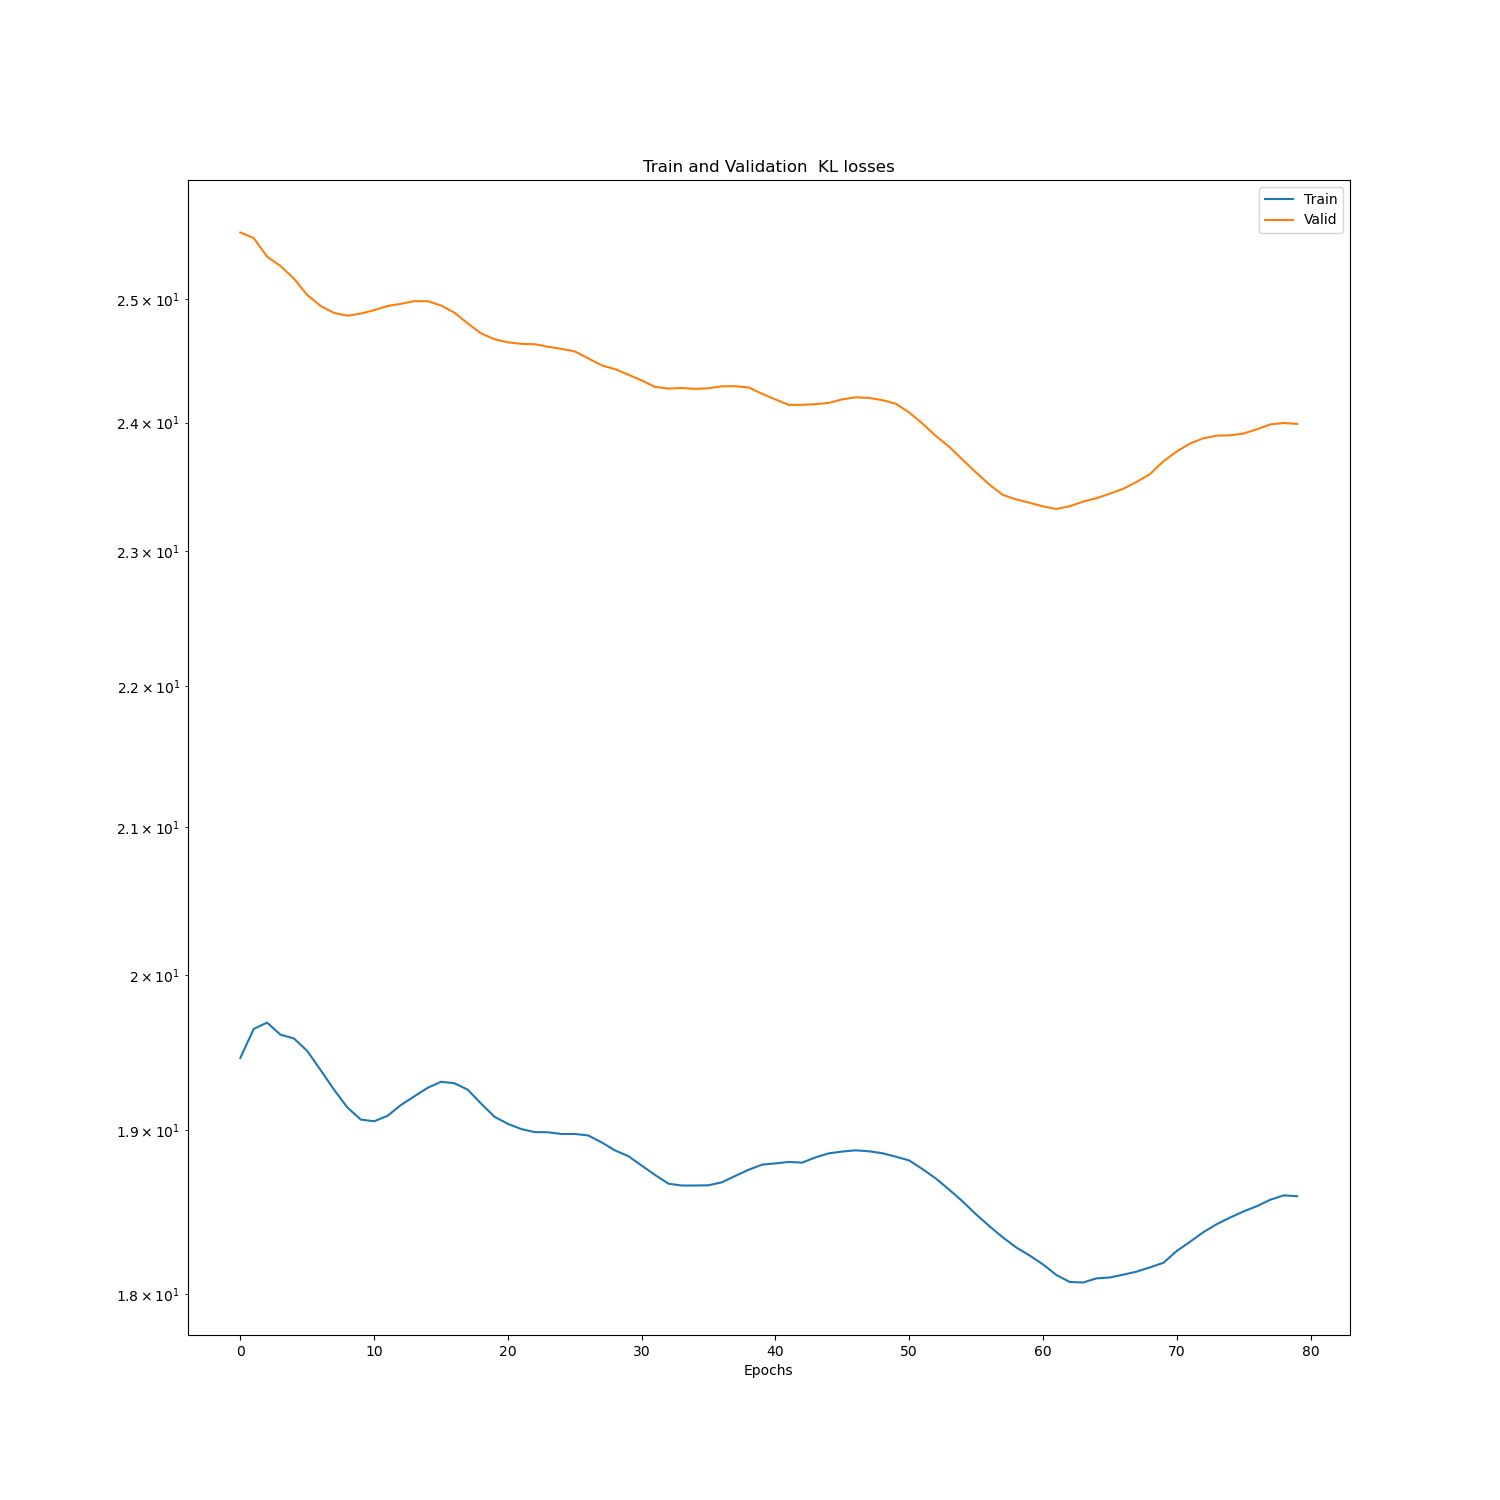 Train and Validation  KL losses
Train
Valid
2.5 × 10¹
2.4 × 10¹
2.3 × 10¹
2.2 × 10¹
2.1 × 10¹
2 × 10¹
1.9 × 10¹
1.8 × 10¹
0 10 20 30 40 50 60 70 80
Epochs